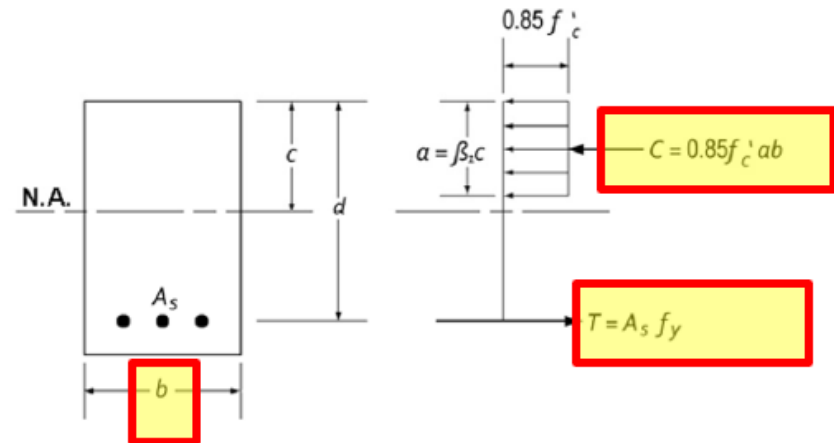 0.85 f 'c
c
a = β₁c
C = 0.85f 'c ab
N.A.
d
As
T = As fy
b